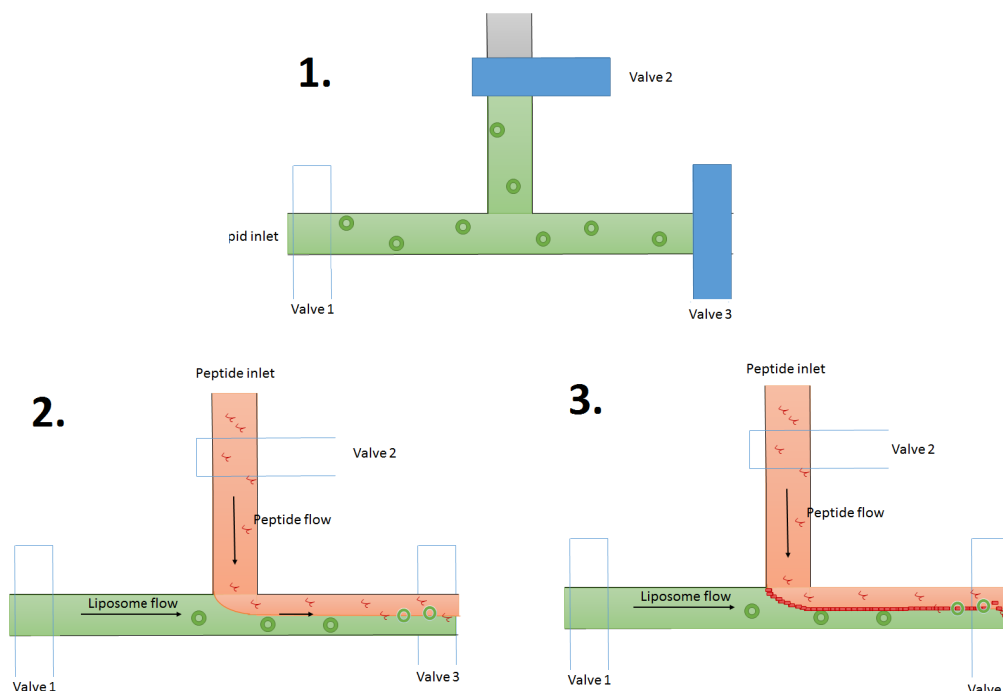 1.
Valve 2
pid inlet
Valve 1
Valve 3
2.
Peptide inlet
Valve 2
Peptide flow
Liposome flow
Valve 1
Valve 3
3.
Peptide inlet
Valve 2
Peptide flow
Liposome flow
Valve 1
Valve